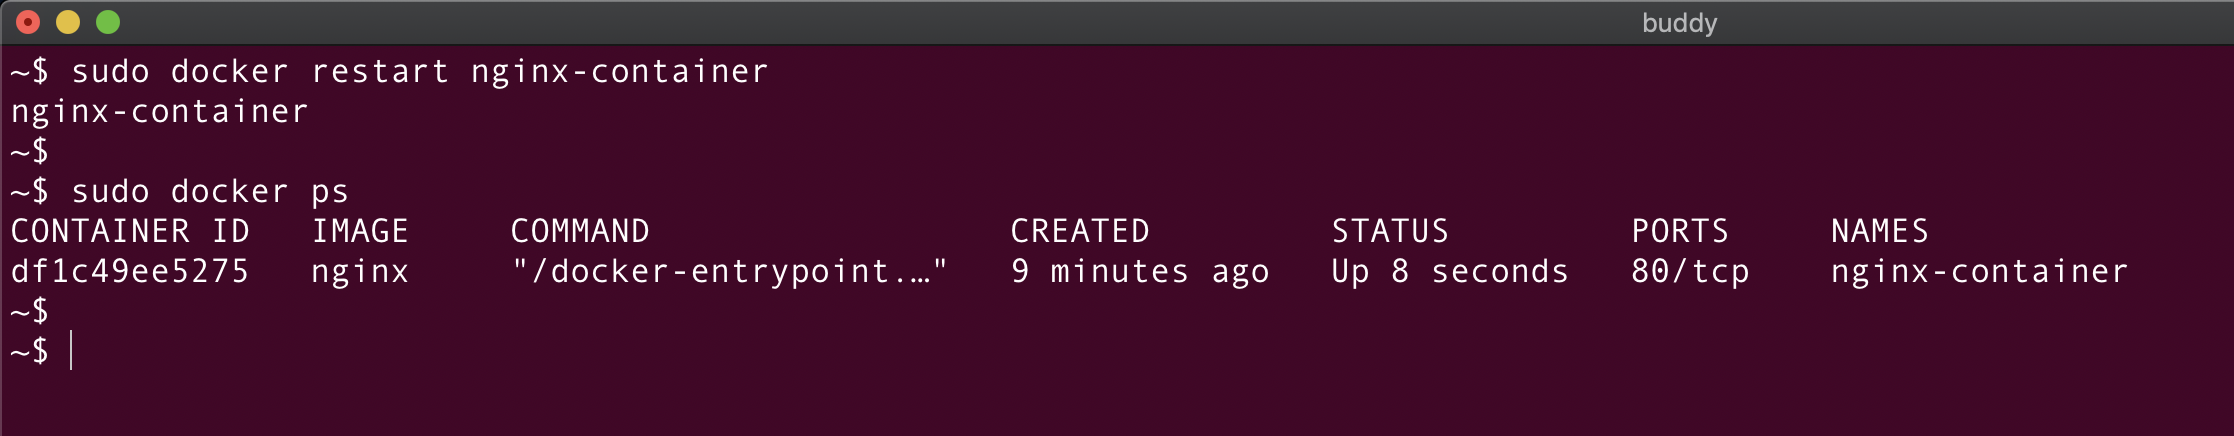 buddy
~$ sudo docker restart nginx-container
nginx-container
~$
~$ sudo docker ps
CONTAINER ID   IMAGE     COMMAND                  CREATED         STATUS         PORTS     NAMES
df1c49ee5275   nginx     "/docker-entrypoint.…"   9 minutes ago   Up 8 seconds   80/tcp    nginx-container
~$
~$